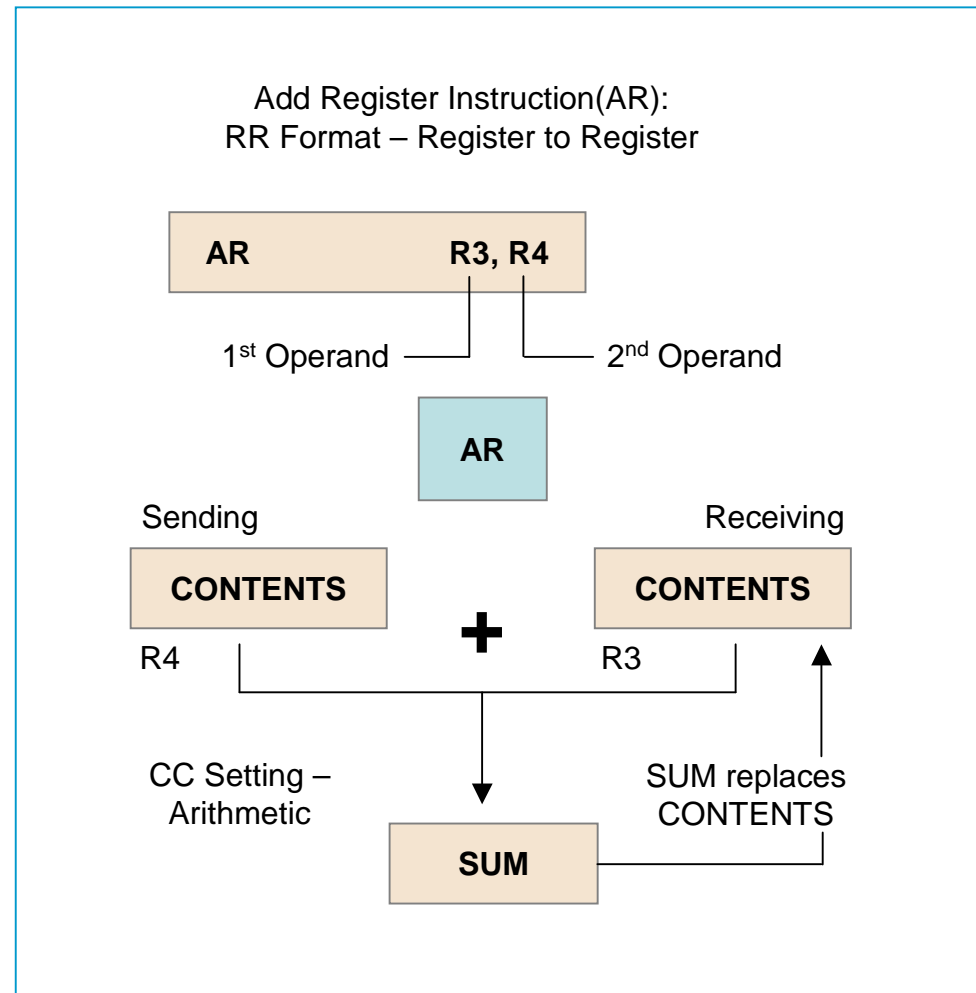 Add Register Instruction(AR):
RR Format – Register to Register
AR R3, R4
1st Operand 2nd Operand
AR
Sending Receiving
CONTENTS CONTENTS
+
R4 R3
CC Setting –
Arithmetic
SUM replaces
CONTENTS
SUM